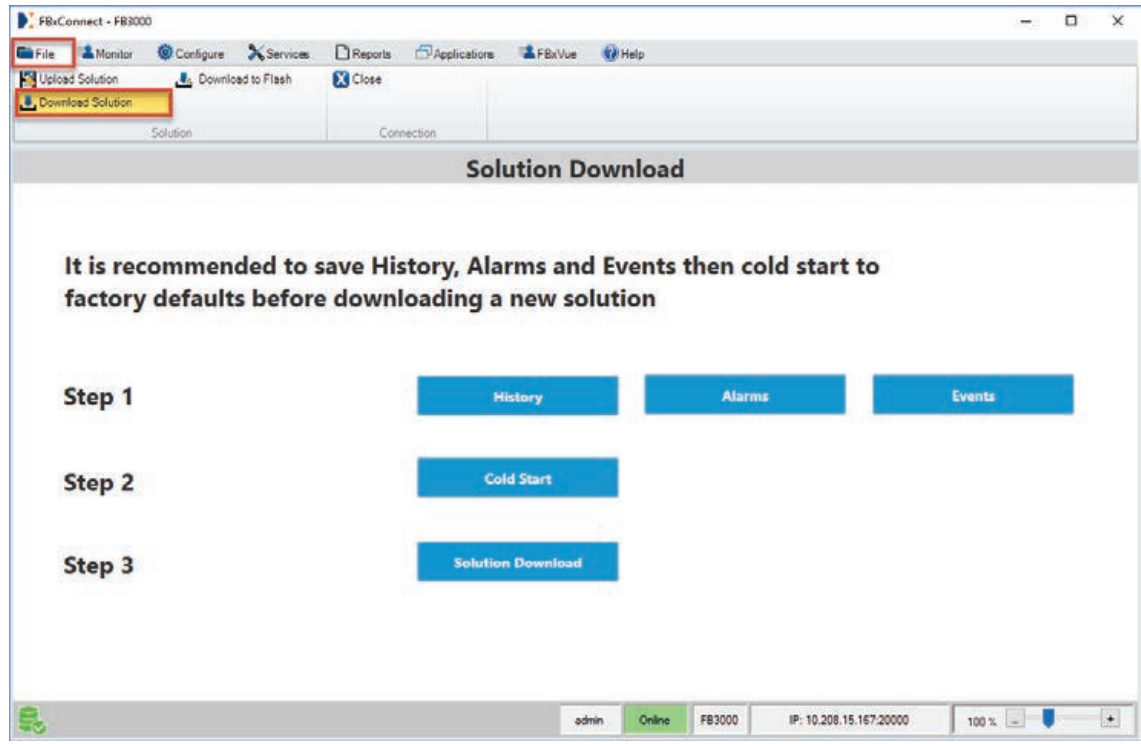 FBxConnect - FB3000
File Monitor Configure Services Reports Applications FBxVue Help
Upload Solution Download to Flash Close
Download Solution
Solution Connection
Solution Download
It is recommended to save History, Alarms and Events then cold start to
factory defaults before downloading a new solution
Step 1 History Alarms Events
Step 2 Cold Start
Step 3 Solution Download
admin Online FB3000 IP: 10.208.15.167:20000 100 % - +